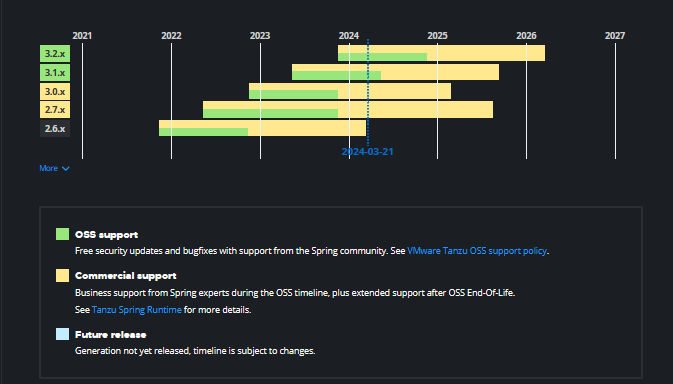 2021 2022 2023 2024 2025 2026 2027
3.2.x
3.1.x
3.0.x
2.7.x
2.6.x
2024-03-21
More
OSS support
Free security updates and bugfixes with support from the Spring community. See VMware Tanzu OSS support policy.
Commercial support
Business support from Spring experts during the OSS timeline, plus extended support after OSS End-Of-Life.
See Tanzu Spring Runtime for more details.
Future release
Generation not yet released, timeline is subject to changes.